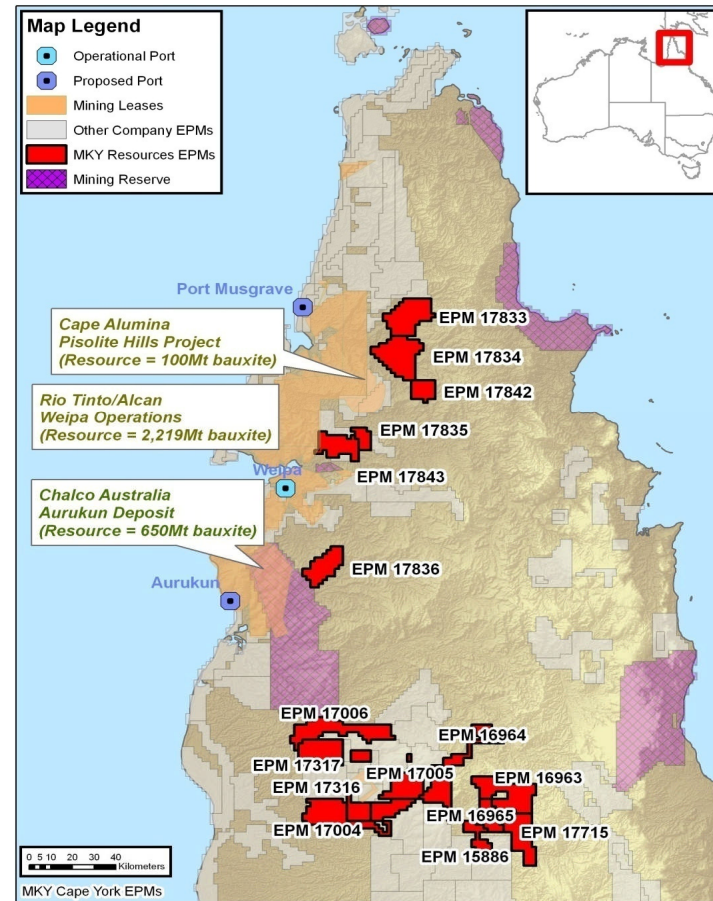 Map Legend
Operational Port
Proposed Port
Mining Leases
Other Company EPMs
MKY Resources EPMs
Mining Reserve
Port Musgrave
Cape Alumina
Pisolite Hills Project
(Resource = 100Mt bauxite)
EPM 17833
EPM 17834
EPM 17842
Rio Tinto/Alcan
Weipa Operations
(Resource = 2,219Mt bauxite)
EPM 17835
Weipa
EPM 17843
Chalco Australia
Aurukun Deposit
(Resource = 650Mt bauxite)
EPM 17836
Aurukun
EPM 17006
EPM 16964
EPM 17317
EPM 17005
EPM 16963
EPM 17316
EPM 16965
EPM 17004
EPM 17715
EPM 15886
0 5 10 20 30 40
Kilometers
MKY Cape York EPMs